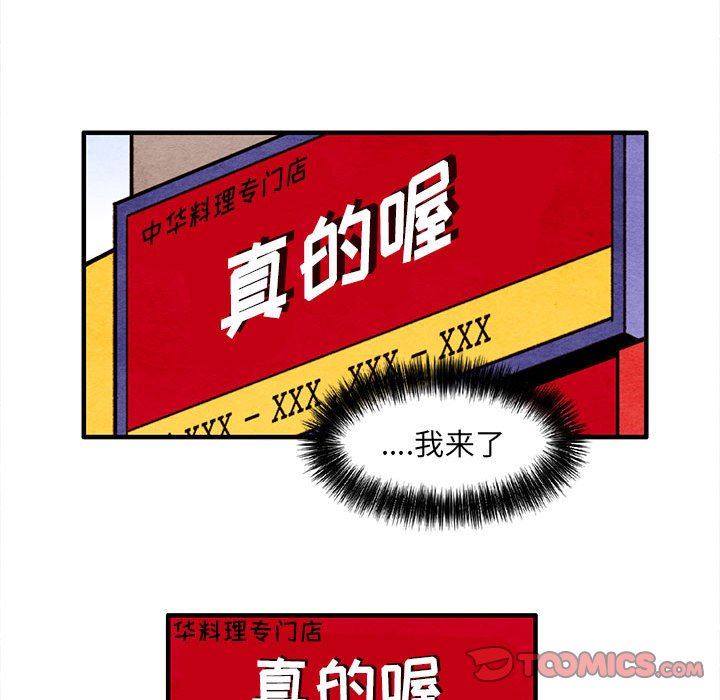 中华料理专门店
真的喔
XXX - XXX XXX - XXX
....我来了
华料理专门店
真的喔
TOOMICS.COM